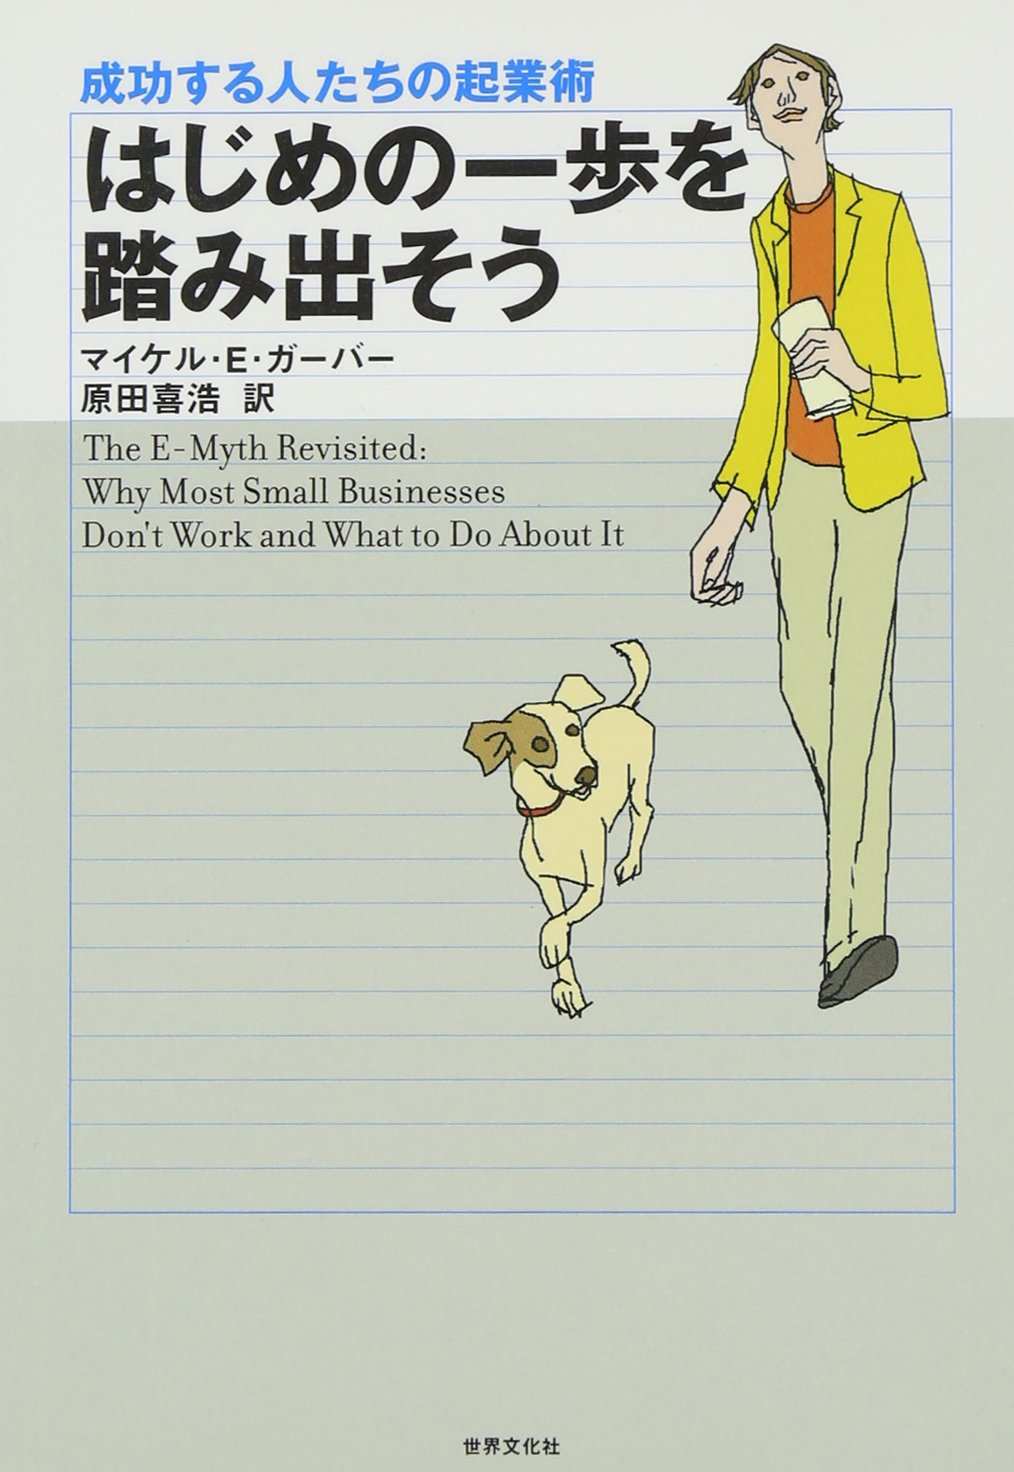 成功する人たちの起業術
はじめの一歩を
踏み出そう
マイケル・E・ガーバー
原田喜浩 訳
The E-Myth Revisited:
Why Most Small Businesses
Don't Work and What to Do About It
世界文化社